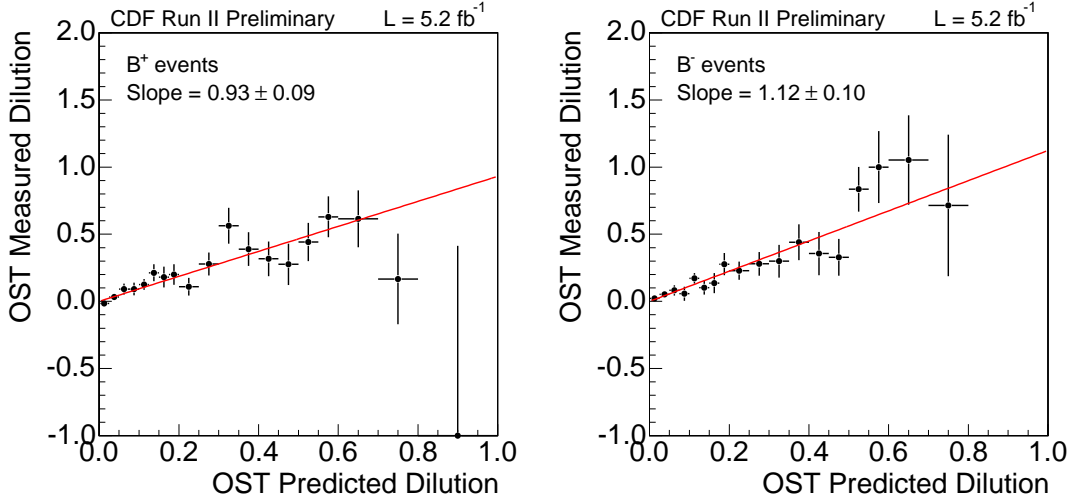 CDF Run II Preliminary L = 5.2 fb⁻¹
OST Measured Dilution
2.0
1.5
1.0
0.5
0.0
-0.5
-1.0
B⁺ events
Slope = 0.93 ± 0.09
0.0 0.2 0.4 0.6 0.8 1.0
OST Predicted Dilution
CDF Run II Preliminary L = 5.2 fb⁻¹
OST Measured Dilution
2.0
1.5
1.0
0.5
0.0
-0.5
-1.0
B⁻ events
Slope = 1.12 ± 0.10
0.0 0.2 0.4 0.6 0.8 1.0
OST Predicted Dilution